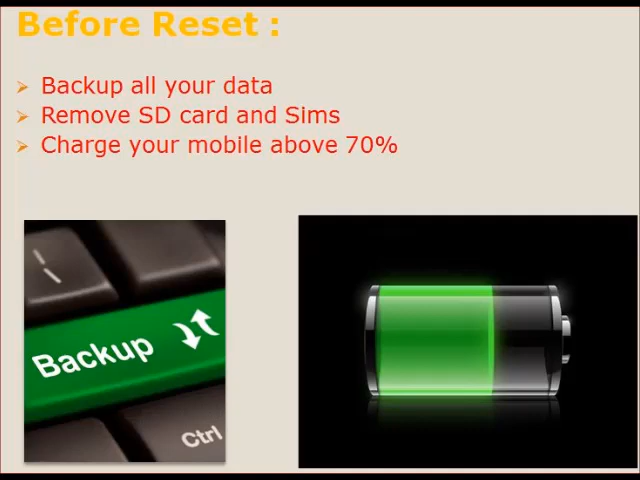 Before Reset :
Backup all your data
Remove SD card and Sims
Charge your mobile above 70%
Backup
Ctrl